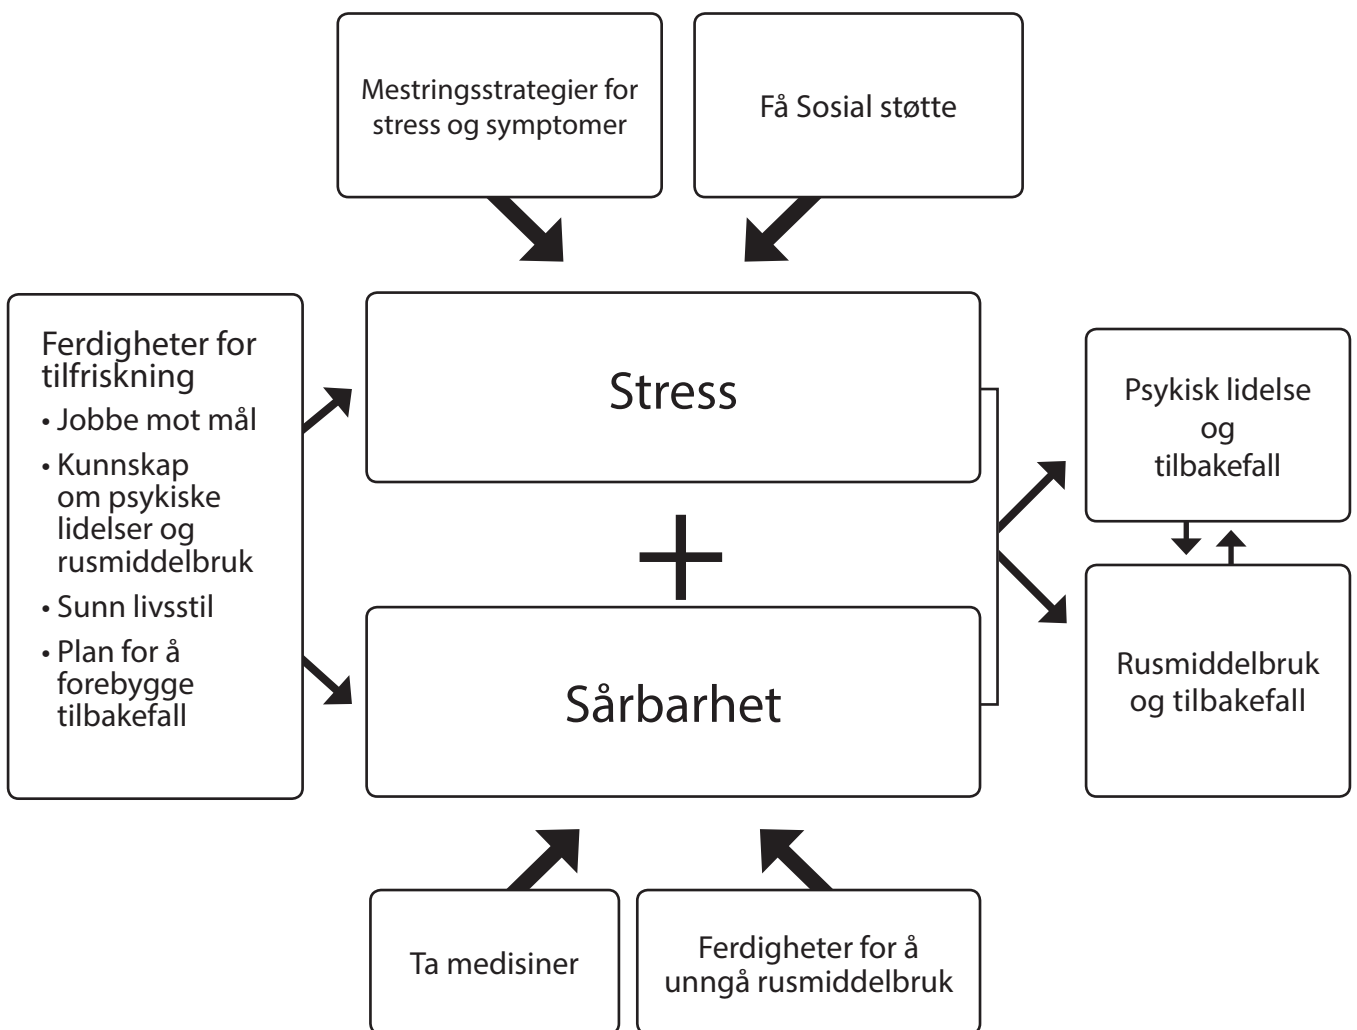 Mestringsstrategier for
stress og symptomer
Få Sosial støtte
Ferdigheter for
tilfriskning
• Jobbe mot mål
• Kunnskap
om psykiske
lidelser og
rusmiddelbruk
• Sunn livsstil
• Plan for å
forebygge
tilbakefall
Stress
+
Sårbarhet
Psykisk lidelse
og
tilbakefall
Rusmiddelbruk
og tilbakefall
Ta medisiner
Ferdigheter for å
unngå rusmiddelbruk